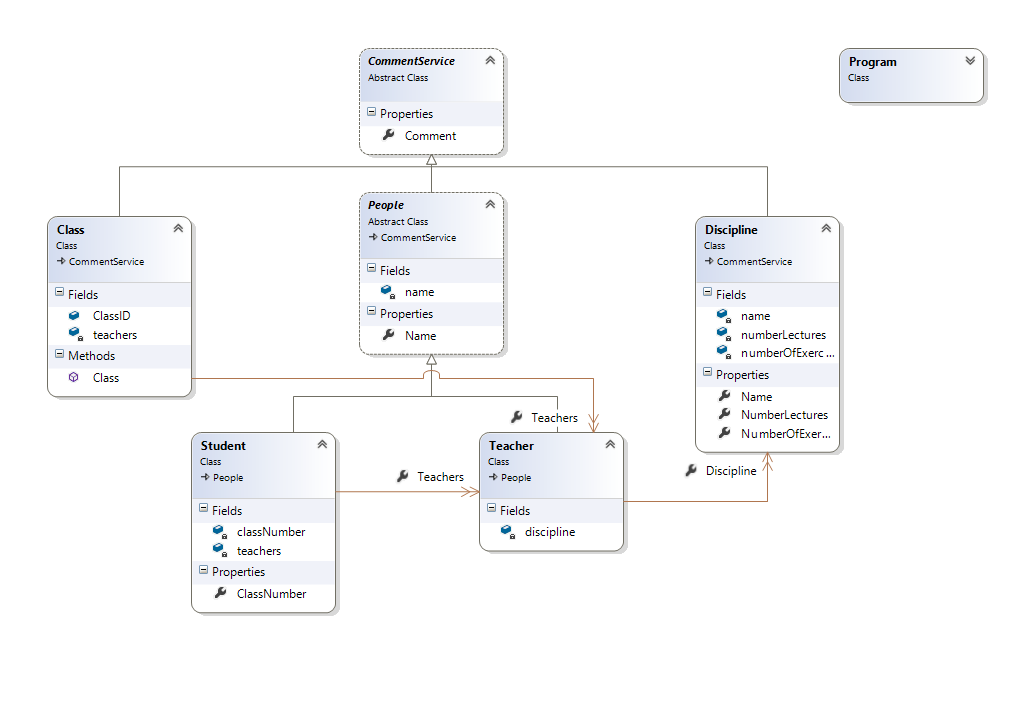 CommentService
Abstract Class
Properties
Comment
Program
Class
Class
Class
CommentService
Fields
ClassID
teachers
Methods
Class
People
Abstract Class
CommentService
Fields
name
Properties
Name
Discipline
Class
CommentService
Fields
name
numberLectures
numberOfExerc ...
Properties
Name
NumberLectures
NumberOfExer...
Teachers
Student
Class
People
Fields
classNumber
teachers
Properties
ClassNumber
Teachers
Teacher
Class
People
Fields
discipline
Discipline